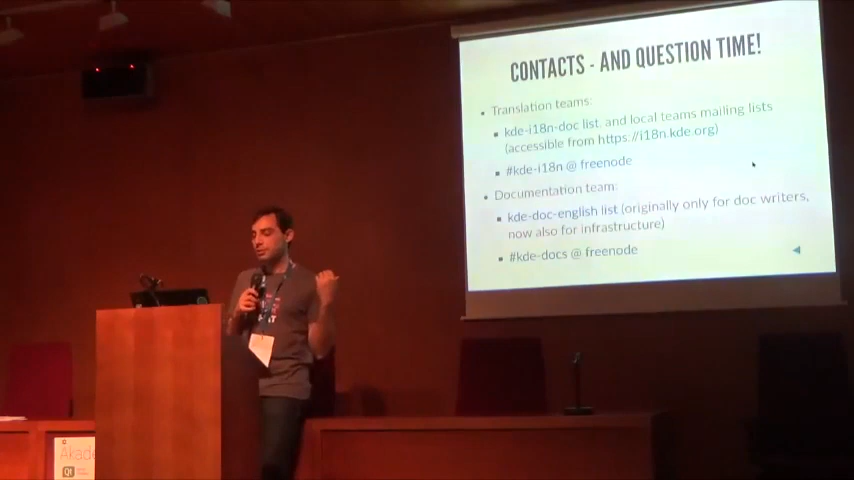 CONTACTS - AND QUESTION TIME!
Translation teams:
kde-i18n-doc list, and local teams mailing lists
(accessible from https://i18n.kde.org)
#kde-i18n @ freenode
Documentation team:
kde-doc-english list (originally only for doc writers,
now also for infrastructure)
#kde-docs @ freenode
Akade
Qt